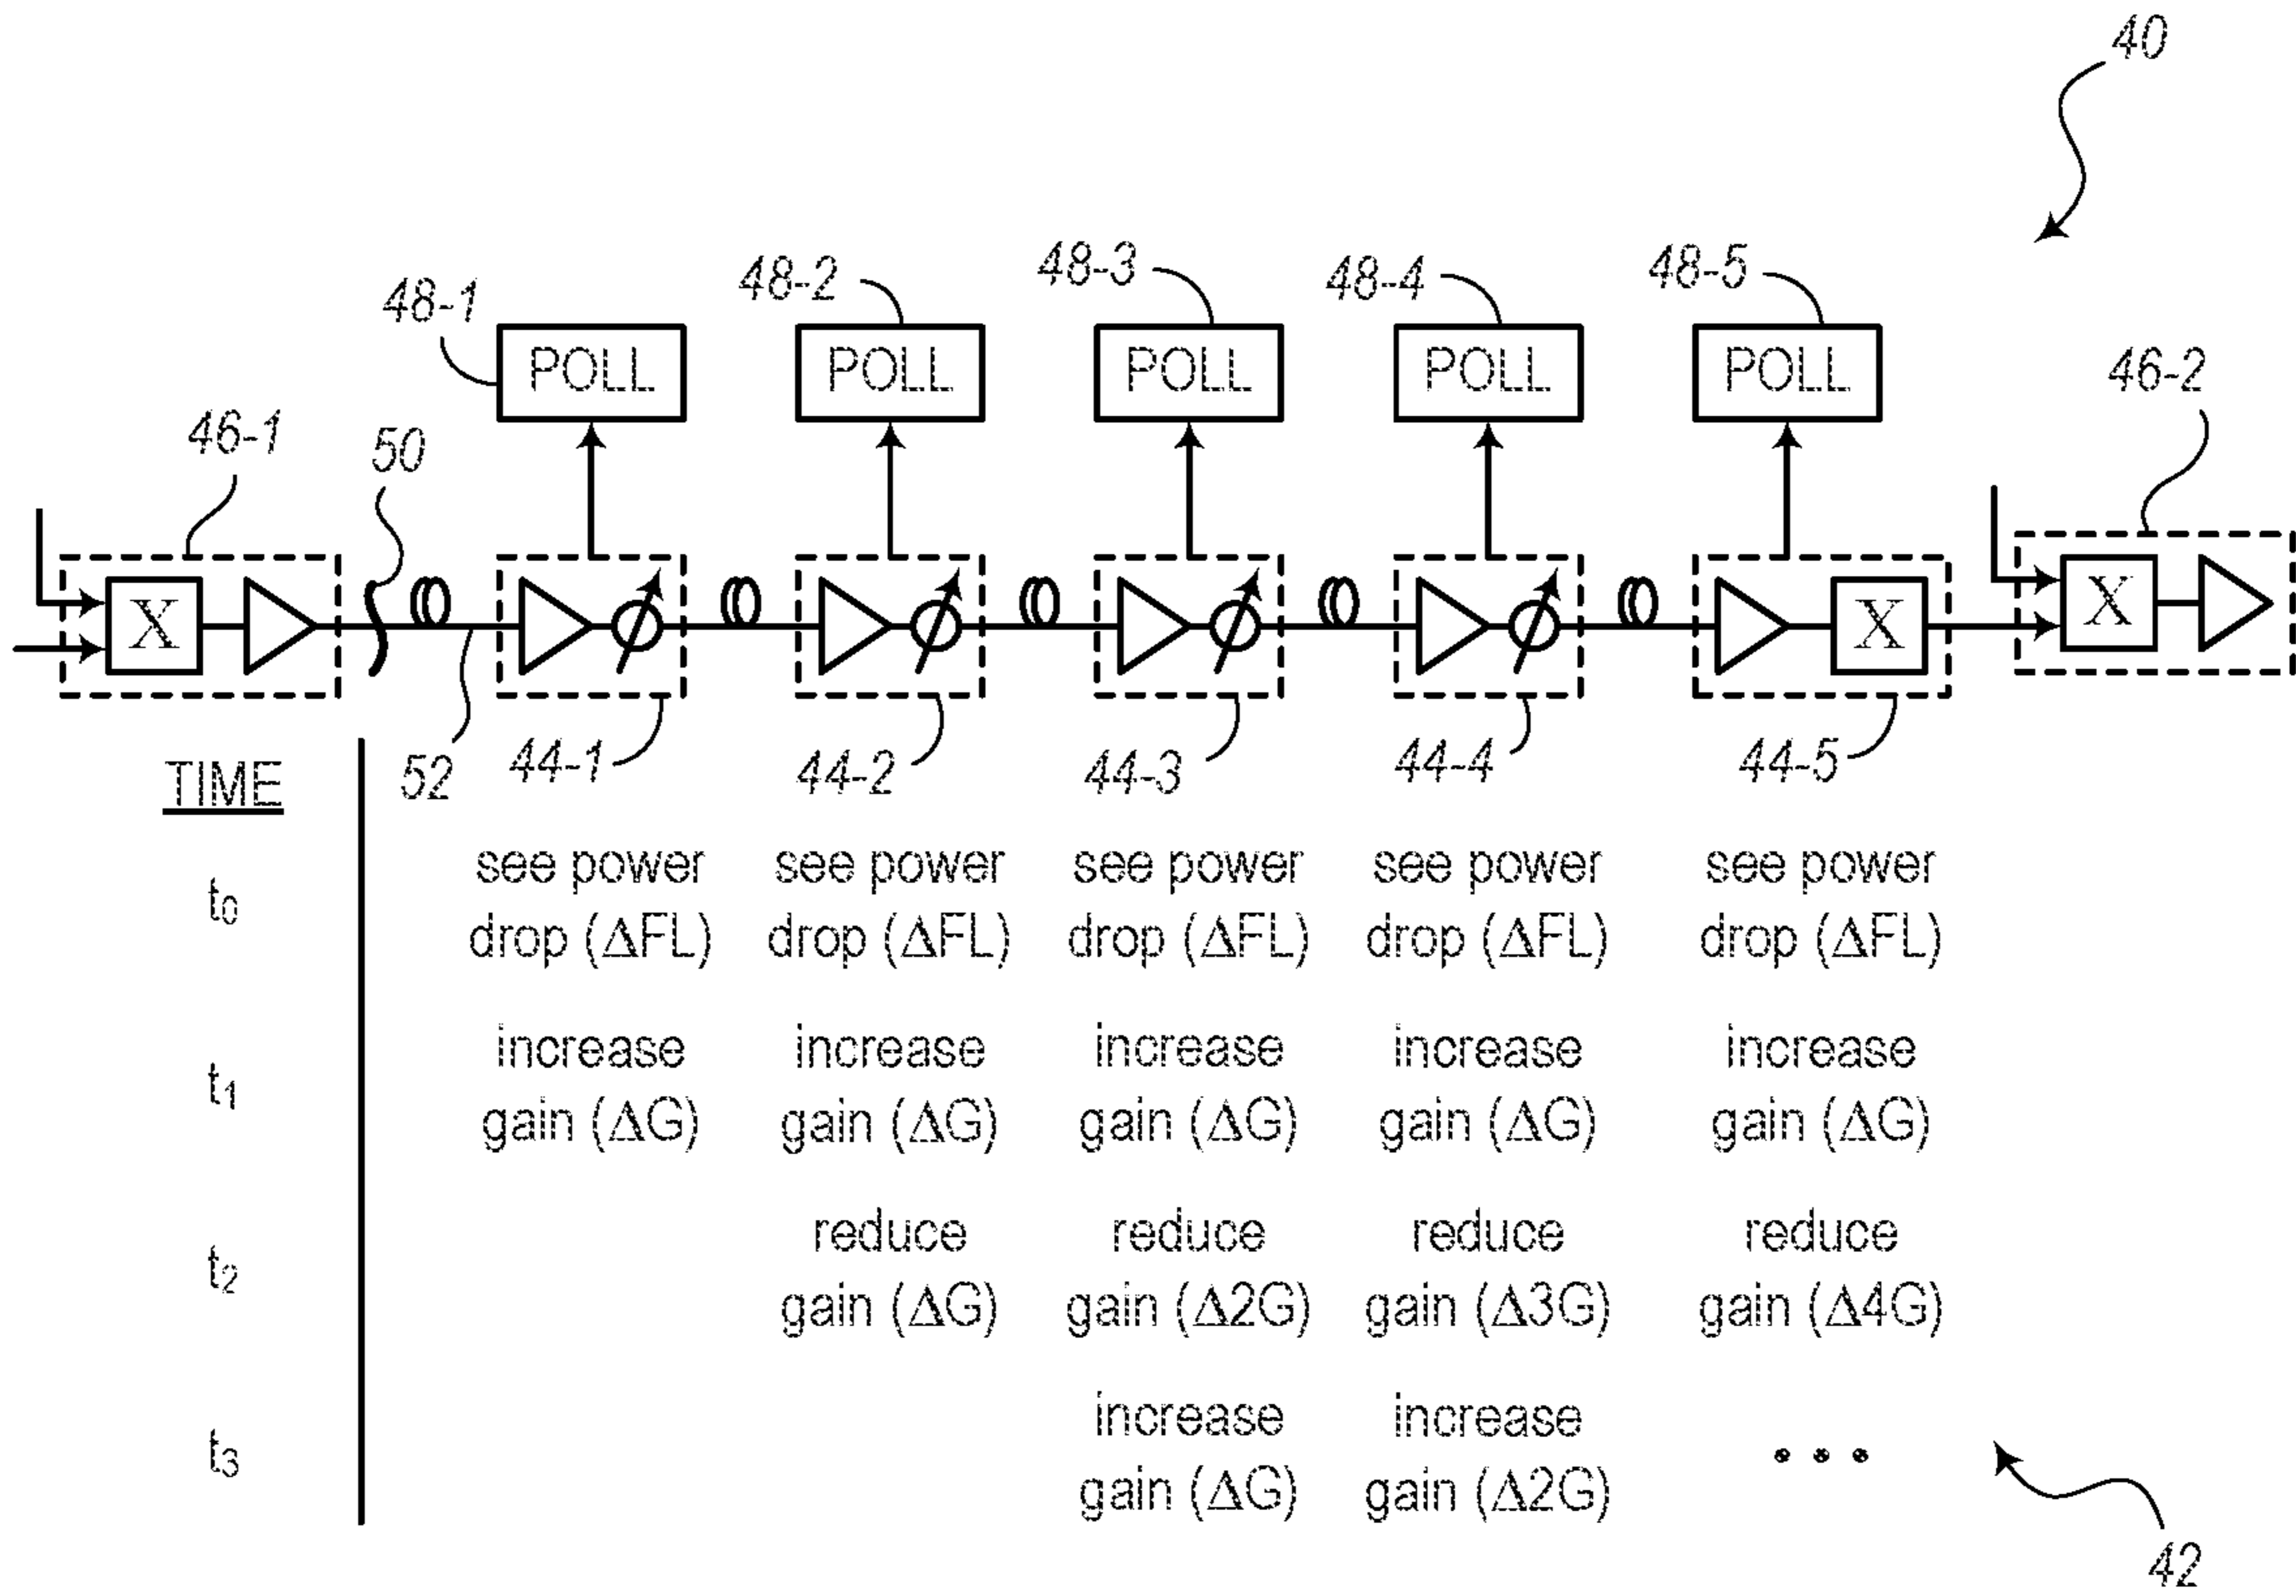 40
48-1
48-2
48-3
48-4
48-5
POLL
POLL
POLL
POLL
POLL
46-1
50
46-2
X
X
X
52
44-1
44-2
44-3
44-4
44-5
TIME
t0
see power
drop (ΔFL)
see power
drop (ΔFL)
see power
drop (ΔFL)
see power
drop (ΔFL)
see power
drop (ΔFL)
t1
increase
gain (ΔG)
increase
gain (ΔG)
increase
gain (ΔG)
increase
gain (ΔG)
increase
gain (ΔG)
t2
reduce
gain (ΔG)
reduce
gain (Δ2G)
reduce
gain (Δ3G)
reduce
gain (Δ4G)
t3
increase
gain (ΔG)
increase
gain (Δ2G)
• • •
42